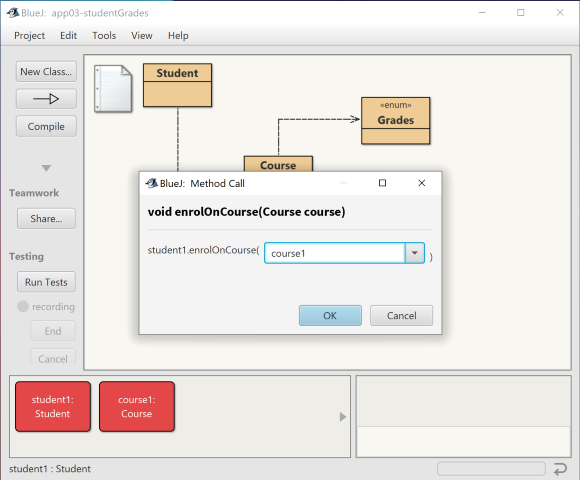 BlueJ: app03-studentGrades
Project Edit Tools View Help
New Class...
Compile
Teamwork
Share...
Testing
Run Tests
recording
End
Cancel
Student
«enum»
Grades
Course
BlueJ: Method Call
void enrolOnCourse(Course course)
student1.enrolOnCourse( course1 )
OK Cancel
student1:
Student
course1:
Course
student1 : Student